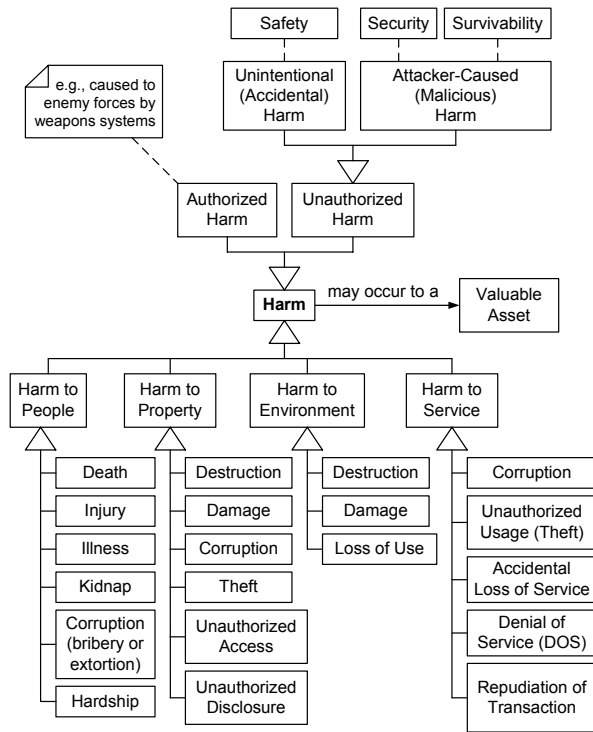 Safety
Security
Survivability
e.g., caused to
enemy forces by
weapons systems
Unintentional
(Accidental)
Harm
Attacker-Caused
(Malicious)
Harm
Authorized
Harm
Unauthorized
Harm
Harm
may occur to a
Valuable
Asset
Harm to
People
Harm to
Property
Harm to
Environment
Harm to
Service
Death
Injury
Illness
Kidnap
Corruption
(bribery or
extortion)
Hardship
Destruction
Damage
Corruption
Theft
Unauthorized
Access
Unauthorized
Disclosure
Destruction
Damage
Loss of Use
Corruption
Unauthorized
Usage (Theft)
Accidental
Loss of Service
Denial of
Service (DOS)
Repudiation of
Transaction